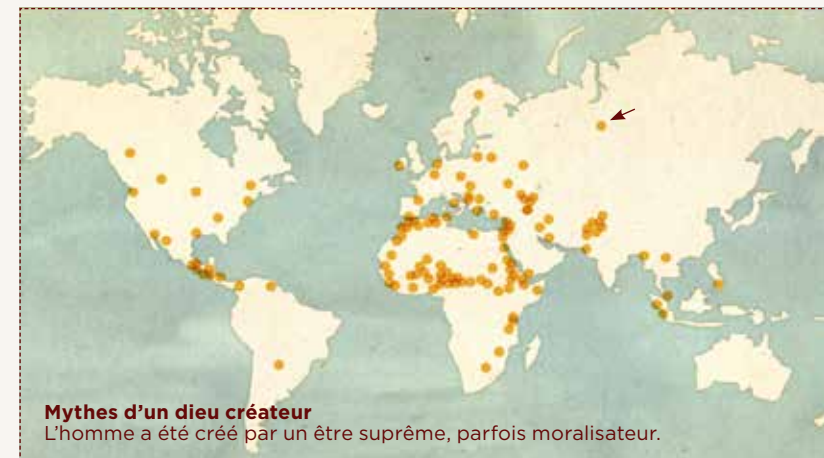 Mythes d’un dieu créateur
L’homme a été créé par un être suprême, parfois moralisateur.